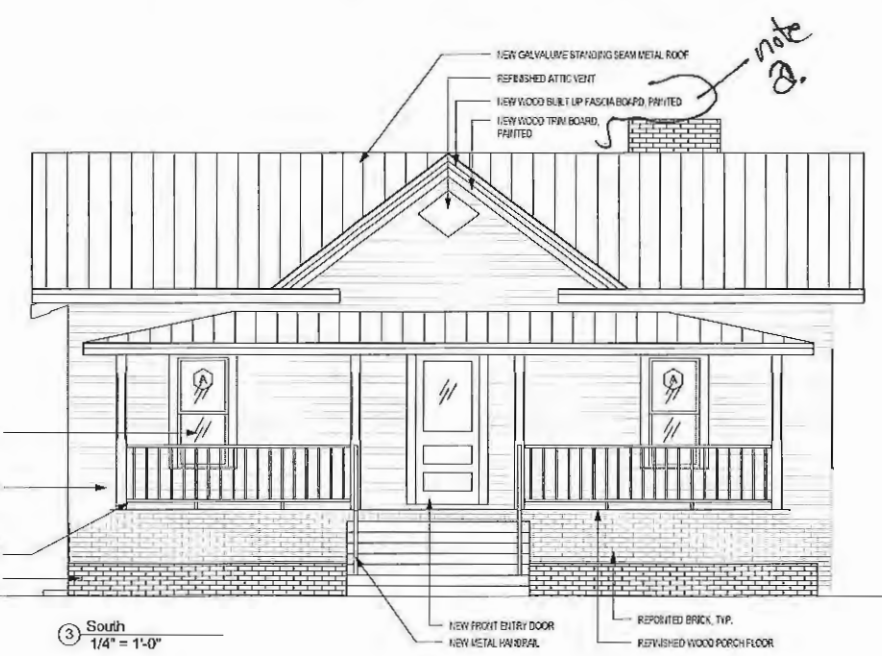 note
2.
NEW GALVALUME STANDING SEAM METAL ROOF
REFINISHED ATTIC VENT
NEW WOOD BUILT UP FASCIA BOARD, PAINTED
NEW WOOD TRIM BOARD,
PAINTED
A
A
NEW FRONT ENTRY DOOR
NEW METAL HANDRAIL
REPOINTED BRICK, TYP.
REFINISHED WOOD PORCH FLOOR
3 South
1/4" = 1'-0"